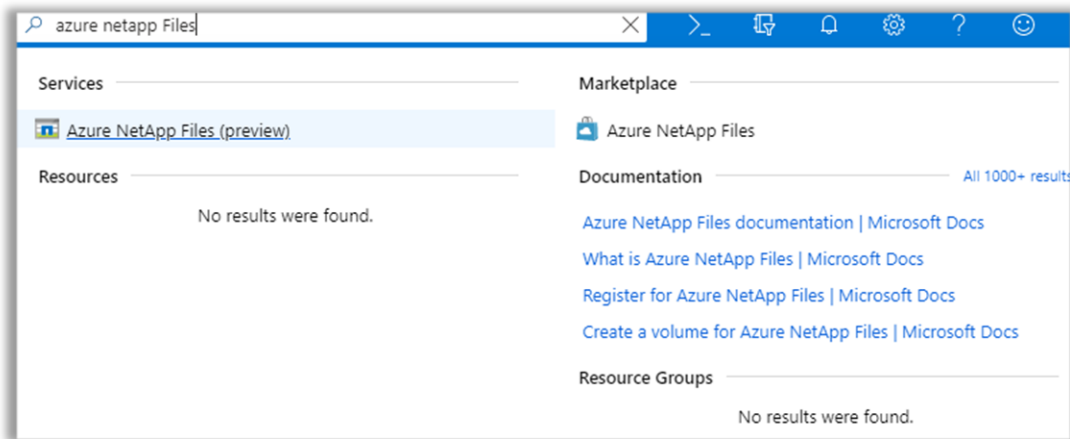 azure netapp Files
Services
Azure NetApp Files (preview)
Resources
No results were found.
Marketplace
Azure NetApp Files
Documentation
All 1000+ results
Azure NetApp Files documentation | Microsoft Docs
What is Azure NetApp Files | Microsoft Docs
Register for Azure NetApp Files | Microsoft Docs
Create a volume for Azure NetApp Files | Microsoft Docs
Resource Groups
No results were found.